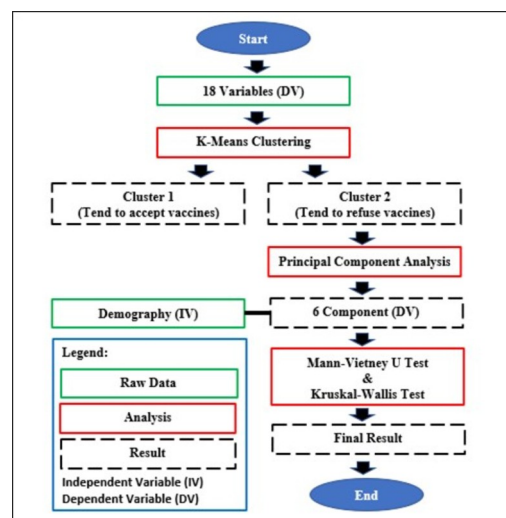 Start
18 Variables (DV)
K-Means Clustering
Cluster 1
(Tend to accept vaccines)
Cluster 2
(Tend to refuse vaccines)
Principal Component Analysis
Demography (IV)
6 Component (DV)
Legend:
Raw Data
Analysis
Result
Independent Variable (IV)
Dependent Variable (DV)
Mann-Vietney U Test
&
Kruskal-Wallis Test
Final Result
End